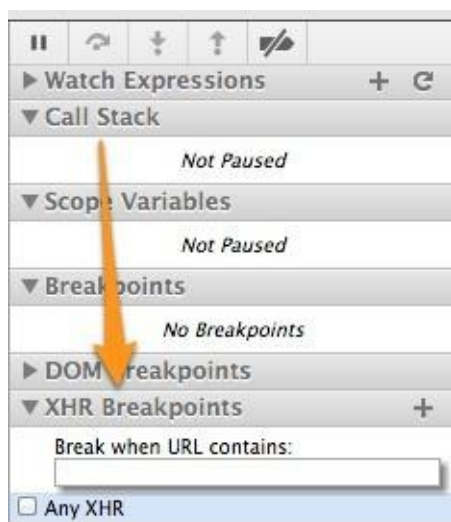 Watch Expressions
Call Stack
Not Paused
Scope Variables
Not Paused
Breakpoints
No Breakpoints
DOM Breakpoints
XHR Breakpoints
Break when URL contains:
Any XHR